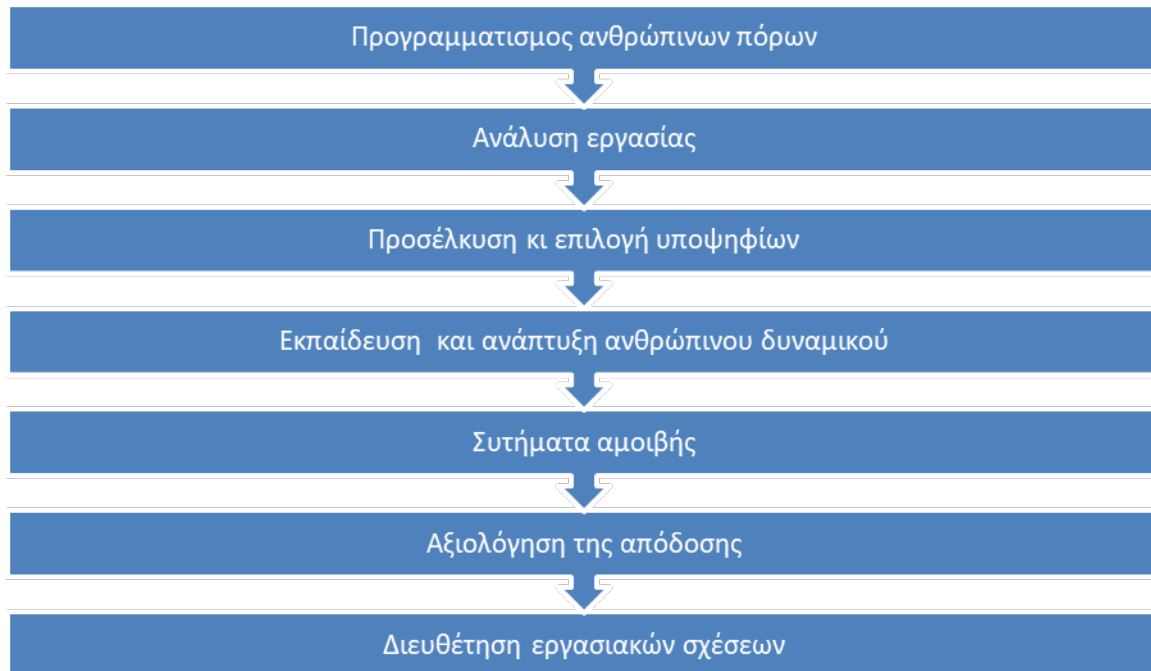 Προγραμματισμος ανθρώπινων πόρων
Ανάλυση εργασίας
Προσέλκυση κι επιλογή υποψηφίων
Εκπαίδευση και ανάπτυξη ανθρώπινου δυναμικού
Συτήματα αμοιβής
Αξιολόγηση της απόδοσης
Διευθέτηση εργασιακών σχέσεων